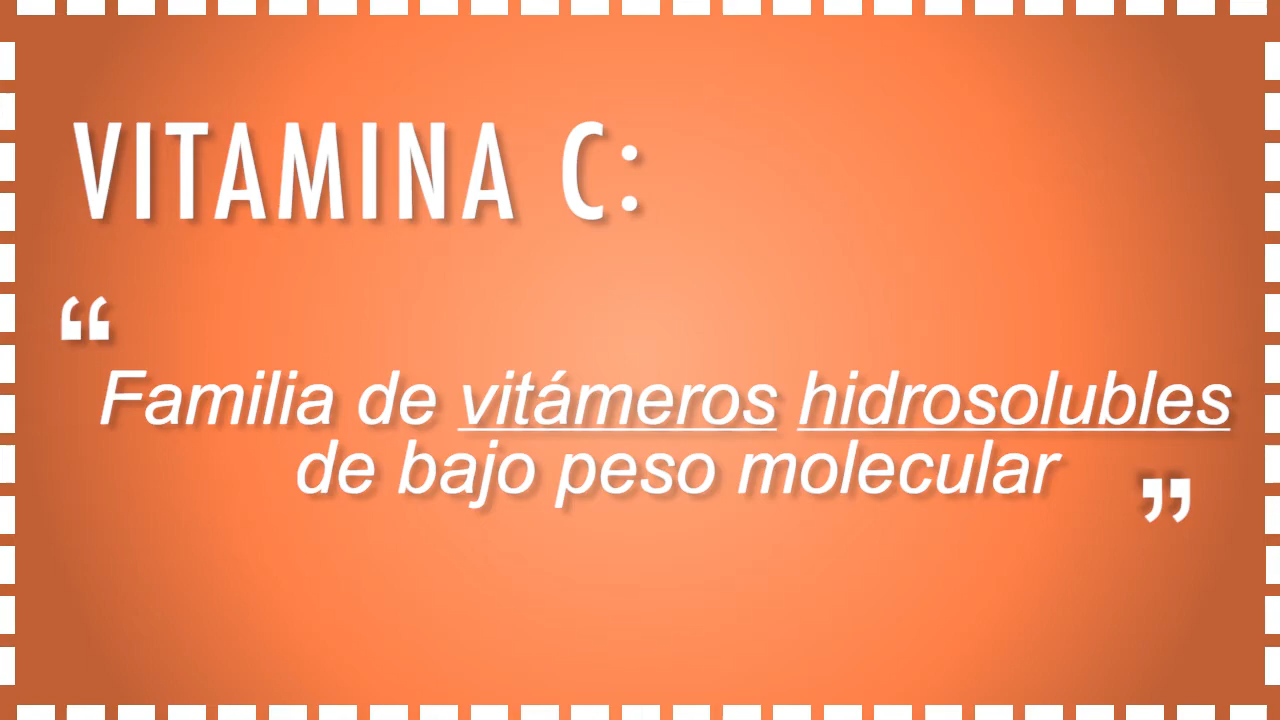 VITAMINA C:
“
Familia de vitámeros hidrosolubles
de bajo peso molecular
”